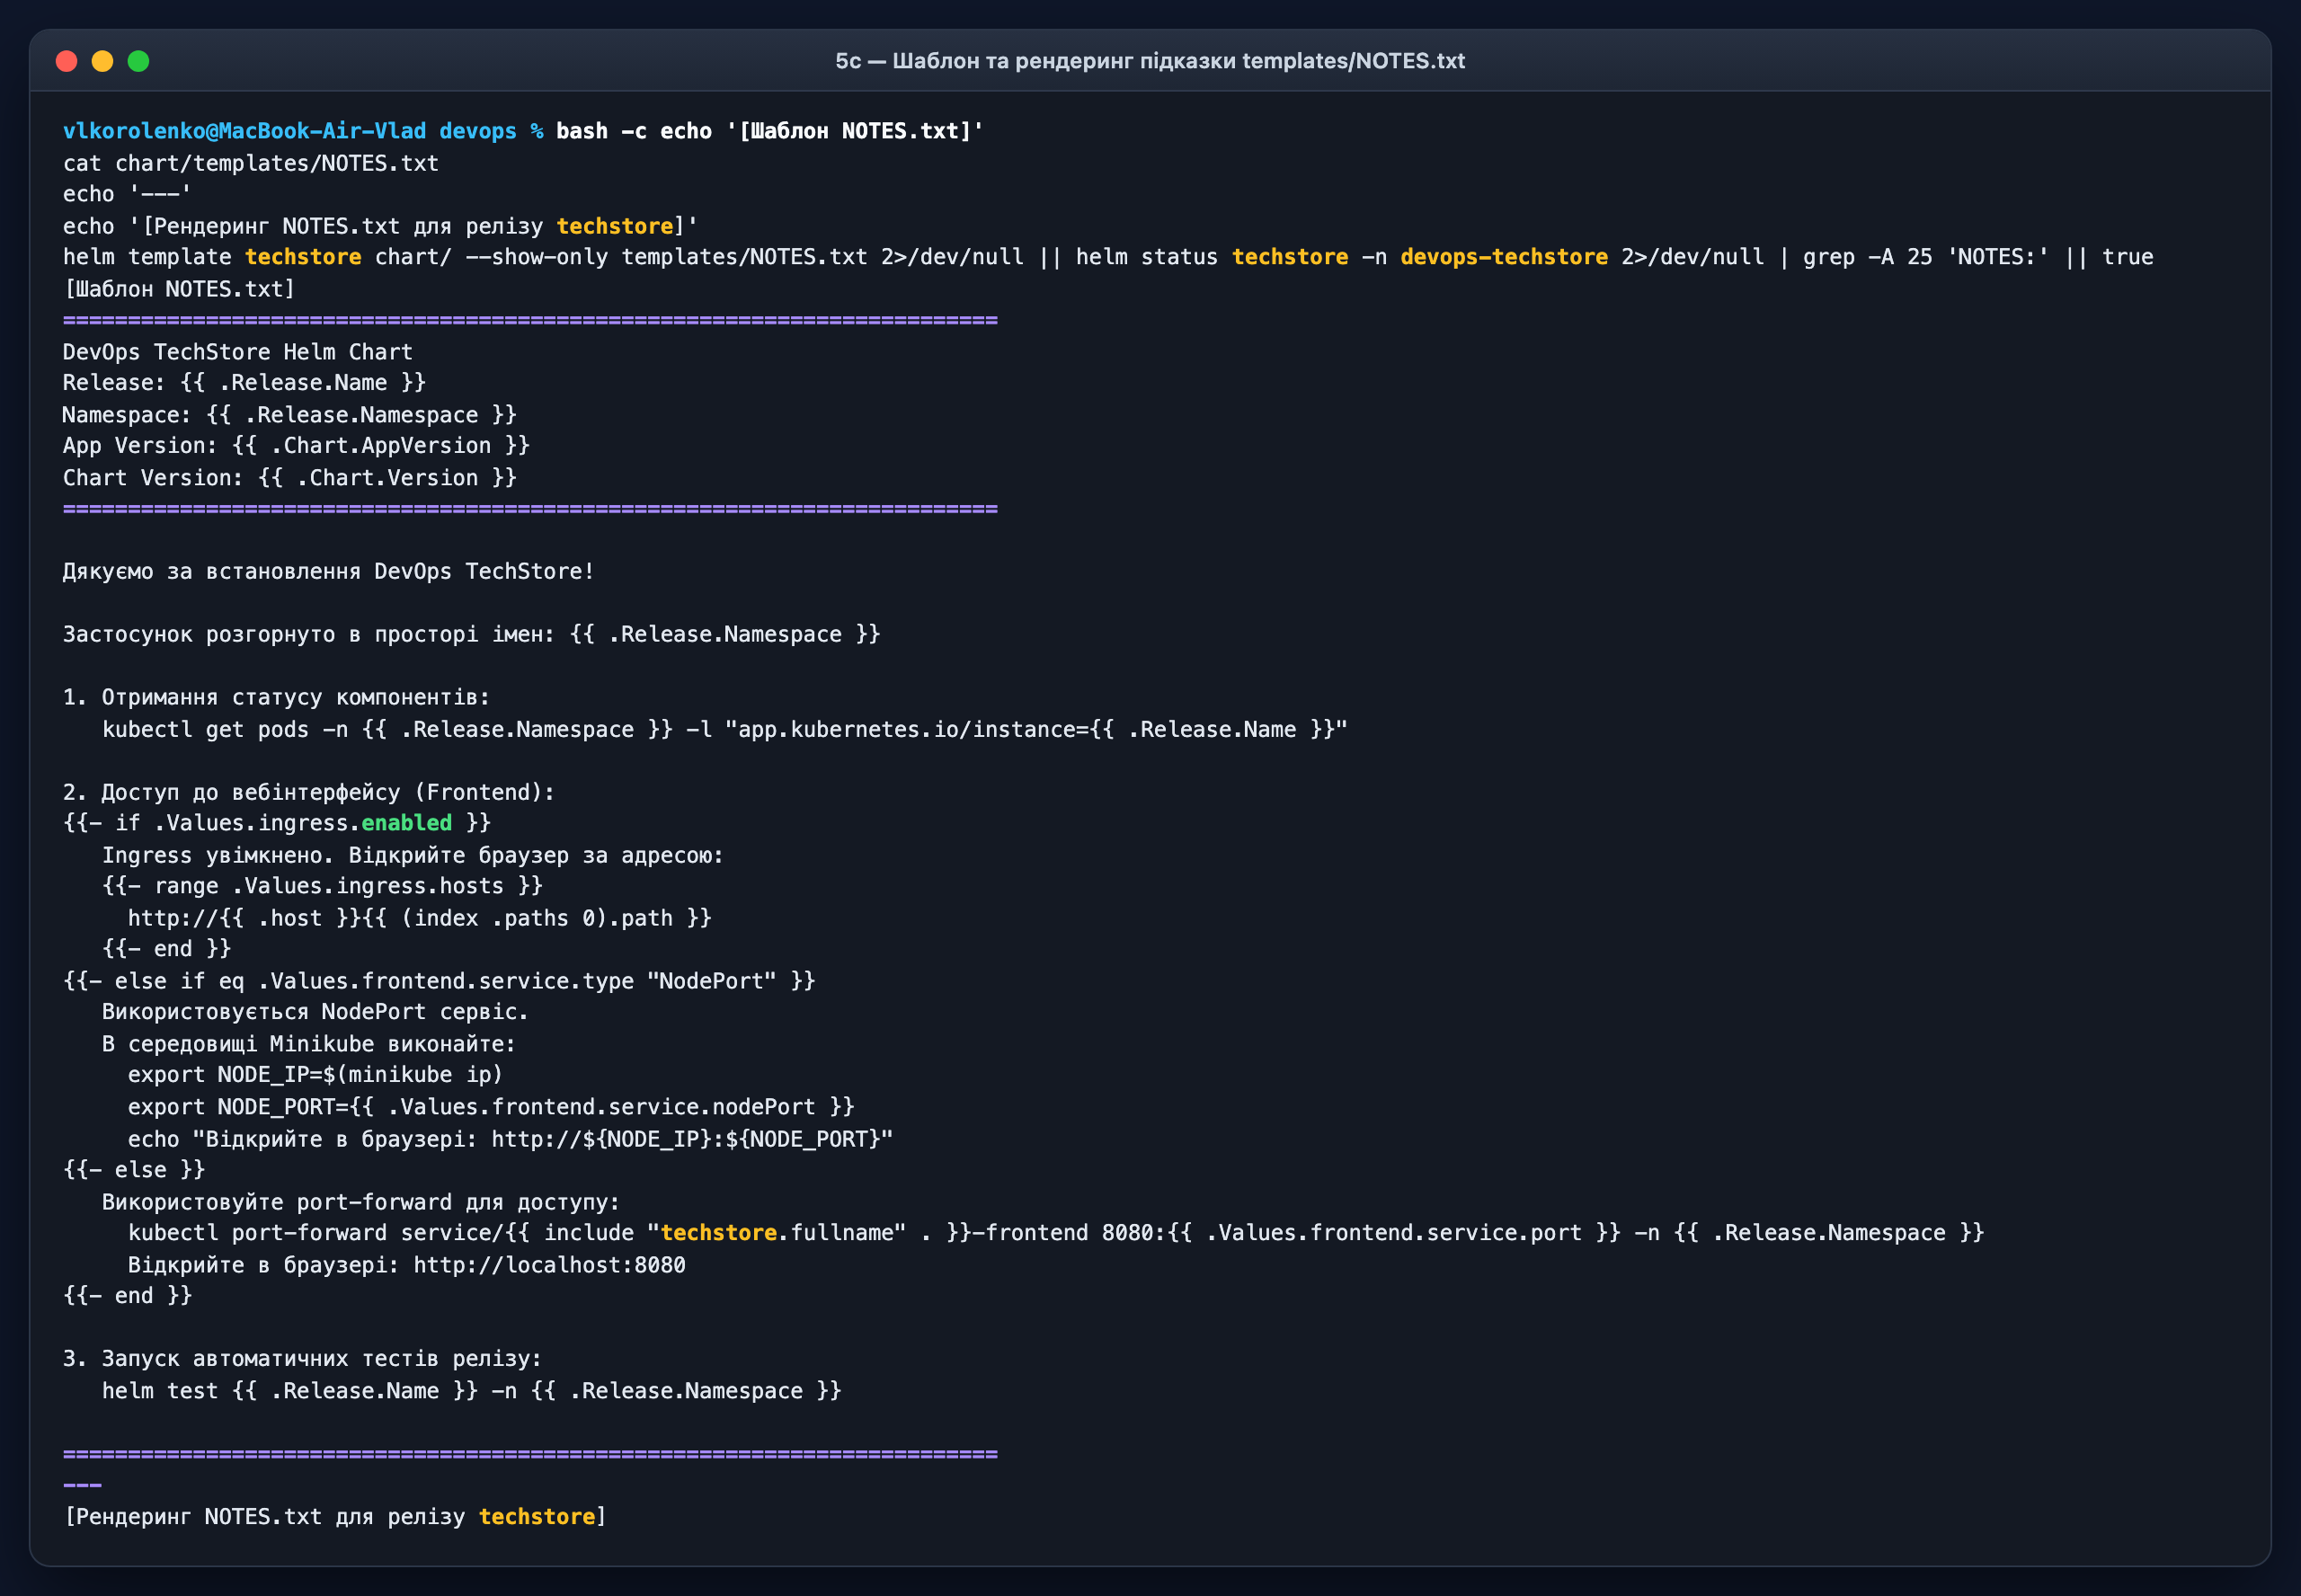 5c — Шаблон та рендеринг підказки templates/NOTES.txt
vlkorolenko@MacBook-Air-Vlad devops % bash -c echo '[Шаблон NOTES.txt]'
cat chart/templates/NOTES.txt
echo '---'
echo '[Рендеринг NOTES.txt для релізу techstore]'
helm template techstore chart/ --show-only templates/NOTES.txt 2>/dev/null || helm status techstore -n devops-techstore 2>/dev/null | grep -A 25 'NOTES:' || true
[Шаблон NOTES.txt]
========================================================================
DevOps TechStore Helm Chart
Release: {{ .Release.Name }}
Namespace: {{ .Release.Namespace }}
App Version: {{ .Chart.AppVersion }}
Chart Version: {{ .Chart.Version }}
========================================================================
Дякуємо за встановлення DevOps TechStore!
Застосунок розгорнуто в просторі імен: {{ .Release.Namespace }}
1. Отримання статусу компонентів:
   kubectl get pods -n {{ .Release.Namespace }} -l "app.kubernetes.io/instance={{ .Release.Name }}"
2. Доступ до вебінтерфейсу (Frontend):
{{- if .Values.ingress.enabled }}
   Ingress увімкнено. Відкрийте браузер за адресою:
   {{- range .Values.ingress.hosts }}
     http://{{ .host }}{{ (index .paths 0).path }}
   {{- end }}
{{- else if eq .Values.frontend.service.type "NodePort" }}
   Використовується NodePort сервіс.
   В середовищі Minikube виконайте:
     export NODE_IP=$(minikube ip)
     export NODE_PORT={{ .Values.frontend.service.nodePort }}
     echo "Відкрийте в браузері: http://${NODE_IP}:${NODE_PORT}"
{{- else }}
   Використовуйте port-forward для доступу:
     kubectl port-forward service/{{ include "techstore.fullname" . }}-frontend 8080:{{ .Values.frontend.service.port }} -n {{ .Release.Namespace }}
     Відкрийте в браузері: http://localhost:8080
{{- end }}
3. Запуск автоматичних тестів релізу:
   helm test {{ .Release.Name }} -n {{ .Release.Namespace }}
========================================================================
---
[Рендеринг NOTES.txt для релізу techstore]